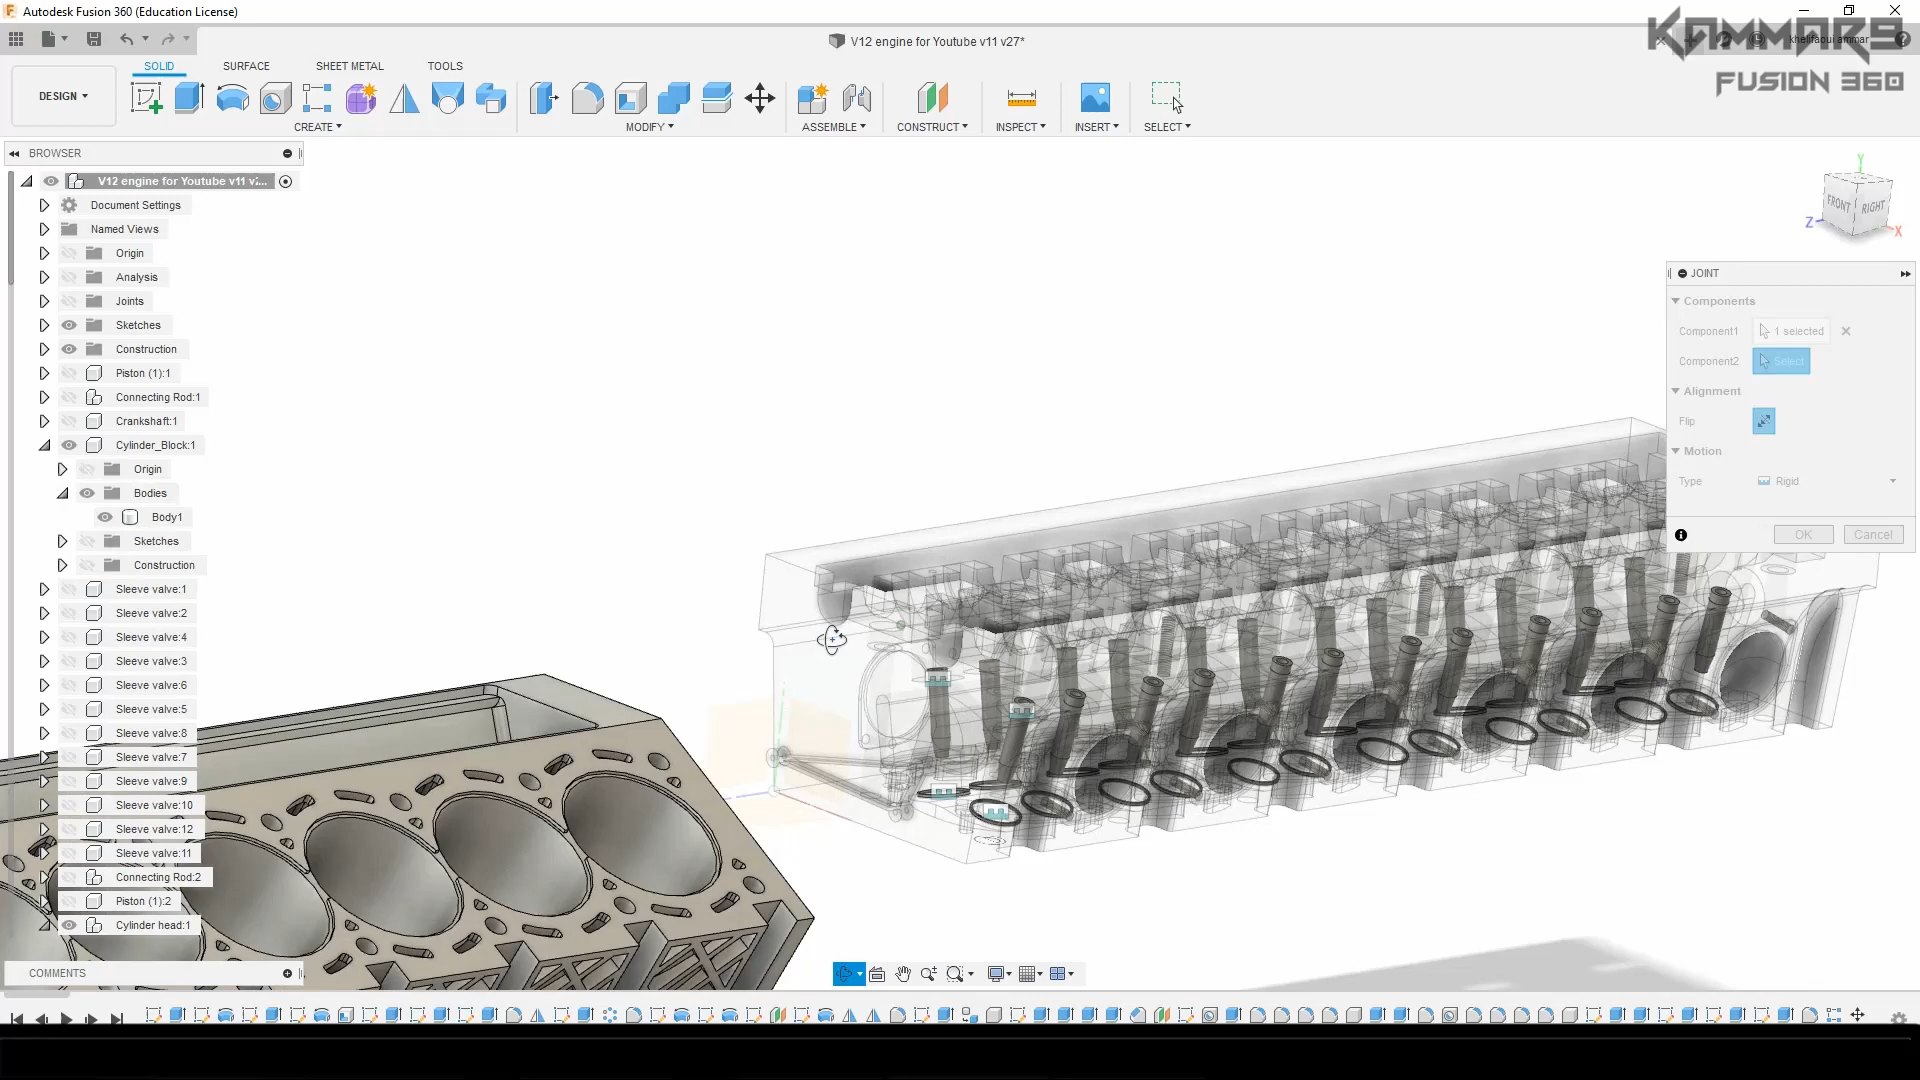 Autodesk Fusion 360 (Education License)
V12 engine for Youtube v11 v27*
khelifaoui ammar
KAMMAR9
FUSION 360
SOLID
SURFACE
SHEET METAL
TOOLS
DESIGN
CREATE
MODIFY
ASSEMBLE
CONSTRUCT
INSPECT
INSERT
SELECT
BROWSER
V12 engine for Youtube v11 v2...
Document Settings
Named Views
Origin
Analysis
Joints
Sketches
Construction
Piston (1):1
Connecting Rod:1
Crankshaft:1
Cylinder_Block:1
Origin
Bodies
Body1
Sketches
Construction
Sleeve valve:1
Sleeve valve:2
Sleeve valve:4
Sleeve valve:3
Sleeve valve:6
Sleeve valve:5
Sleeve valve:8
Sleeve valve:7
Sleeve valve:9
Sleeve valve:10
Sleeve valve:12
Sleeve valve:11
Connecting Rod:2
Piston (1):2
Cylinder head:1
COMMENTS
Y
FRONT
RIGHT
Z
X
JOINT
Components
Component1
1 selected
Component2
Select
Alignment
Flip
Motion
Type
Rigid
OK
Cancel